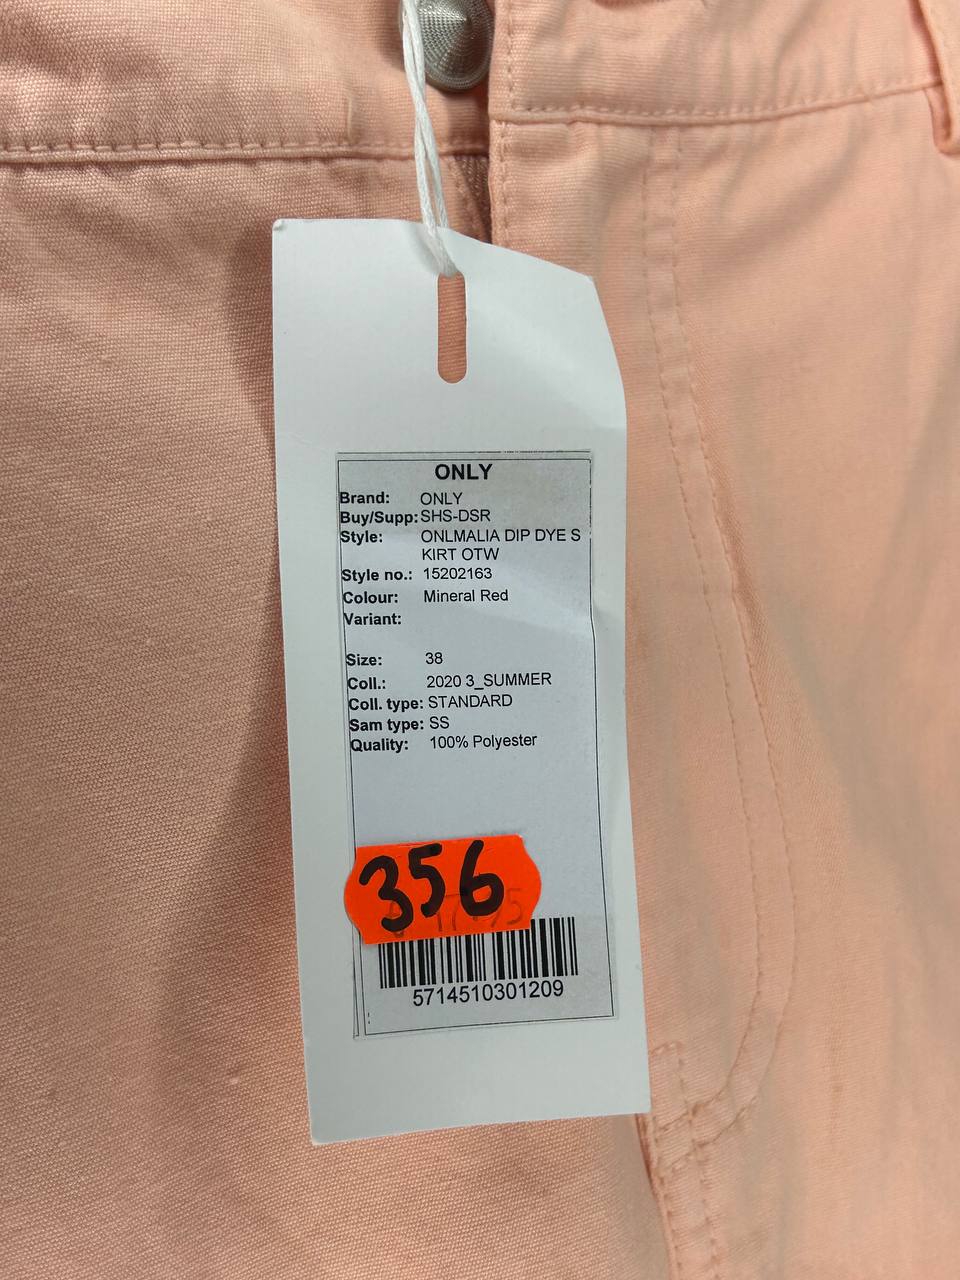 ONLY
Brand: ONLY
Buy/Supp: SHS-DSR
Style: ONLMALIA DIP DYE S
KIRT OTW
Style no.: 15202163
Colour: Mineral Red
Variant:
Size: 38
Coll.: 2020 3_SUMMER
Coll. type: STANDARD
Sam type: SS
Quality: 100% Polyester
356
5714510301209